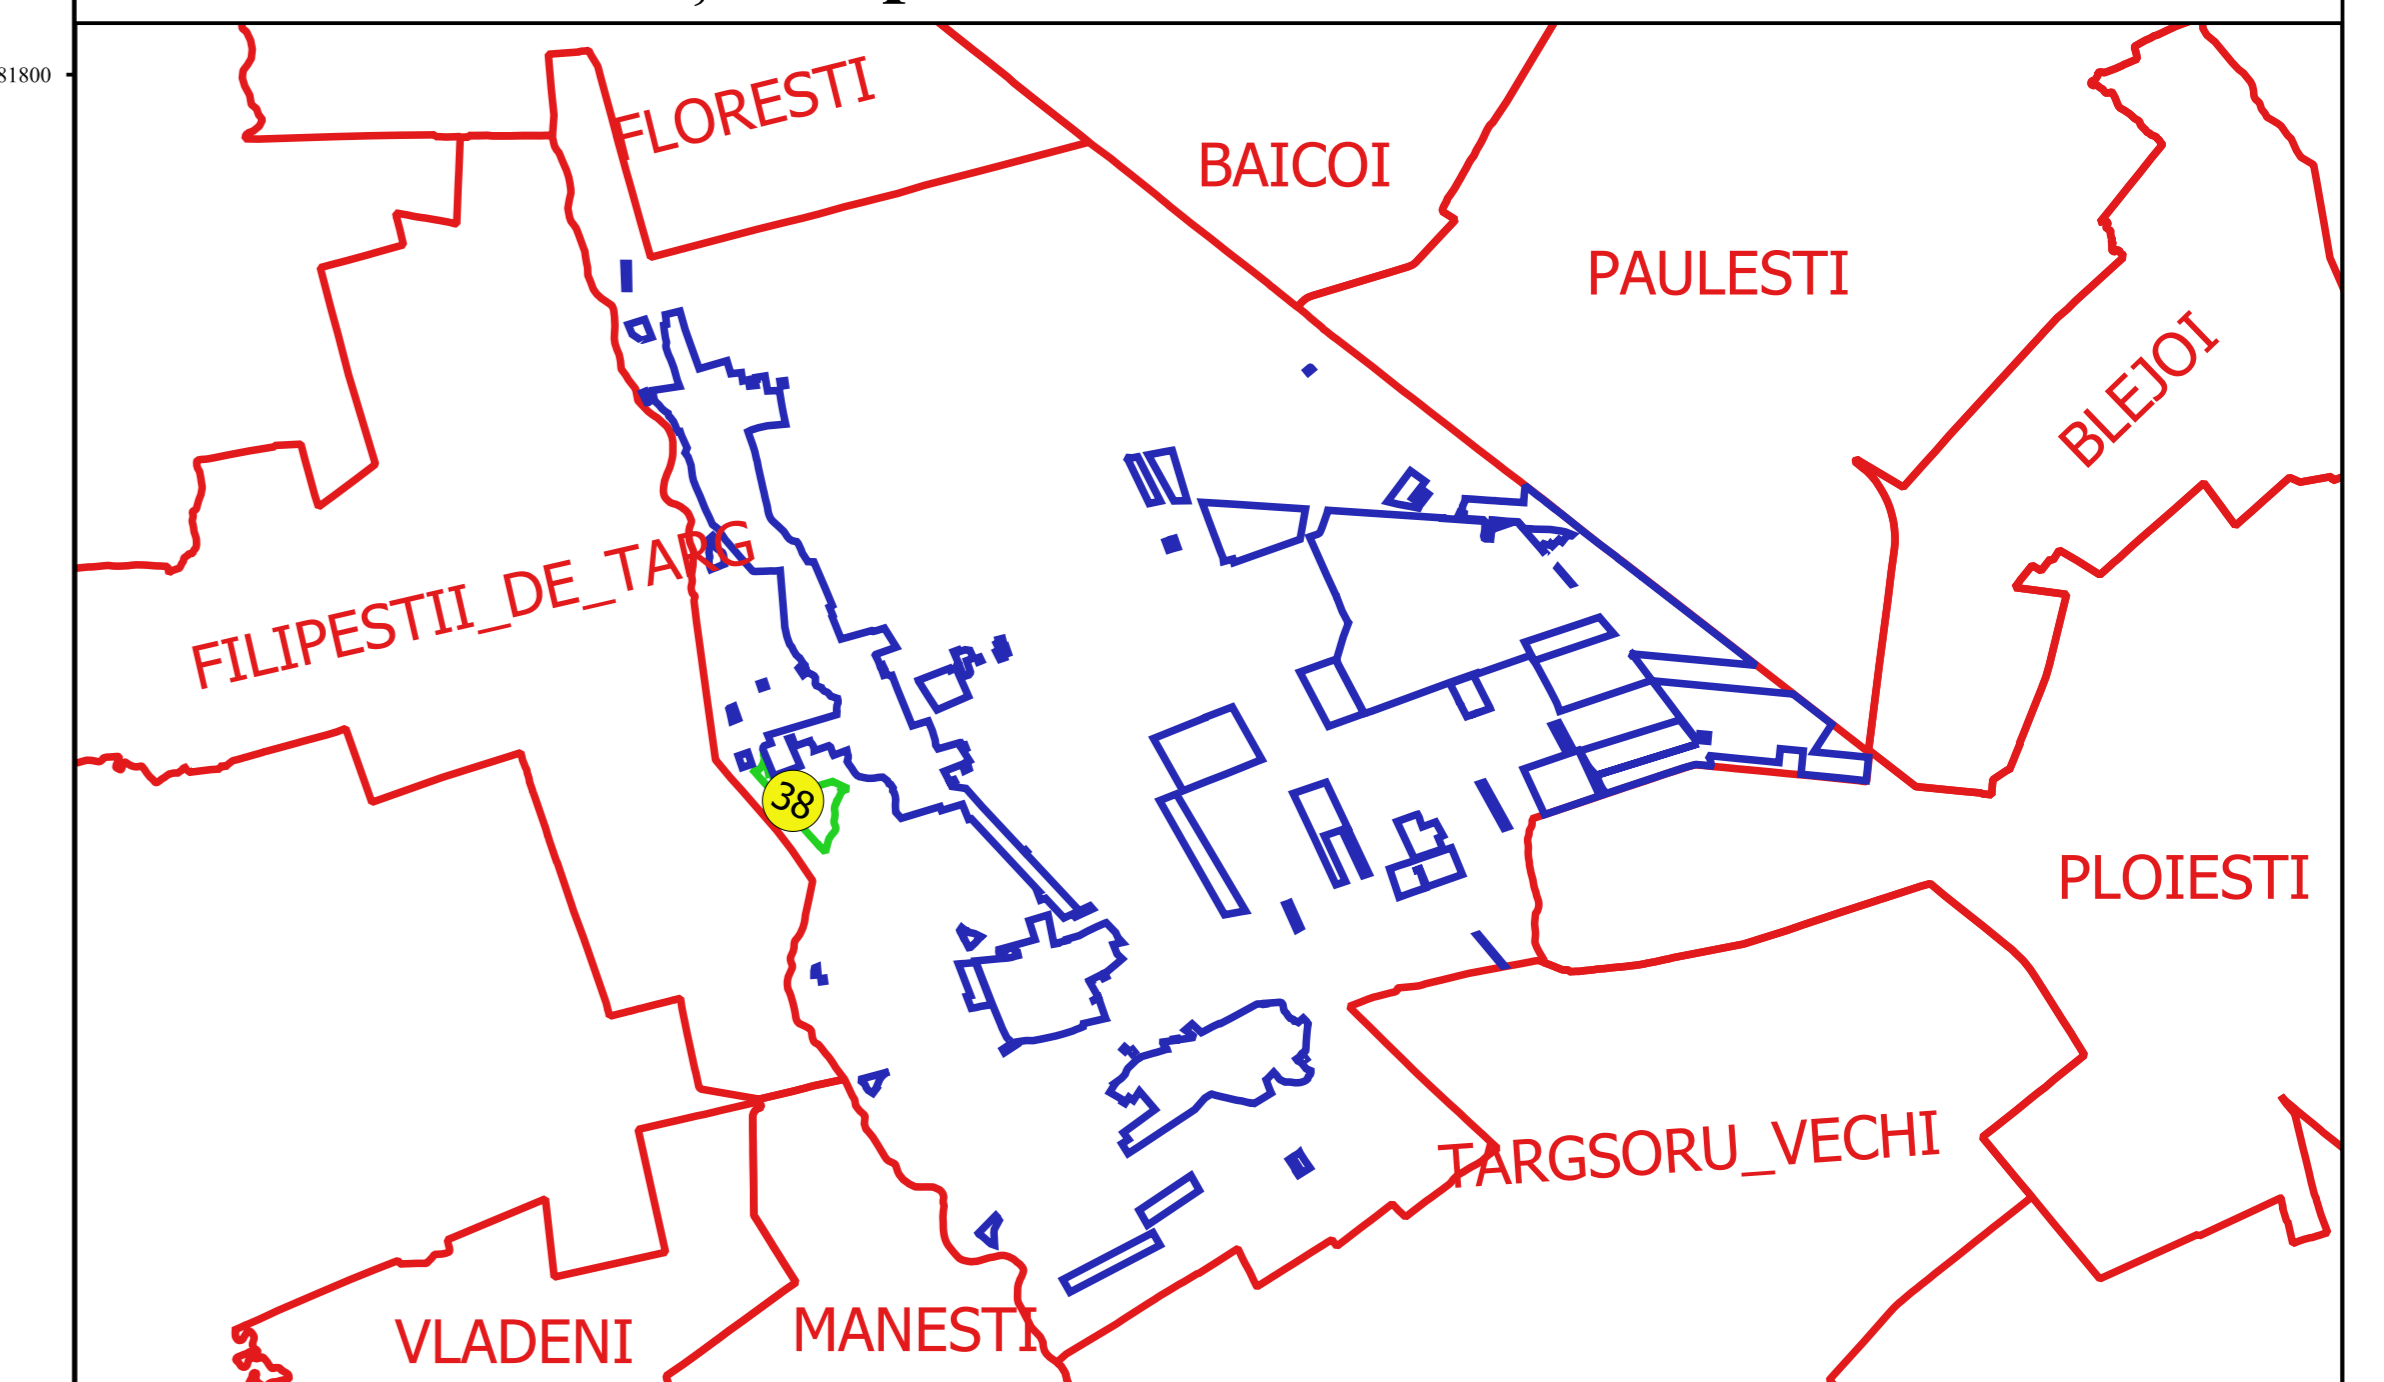 81800
FLORESTI
BAICOI
PAULESTI
BLEJOI
FILIPESTII_DE_TARG
38
PLOIESTI
TARGSORU_VECHI
MANESTI
VLADENI